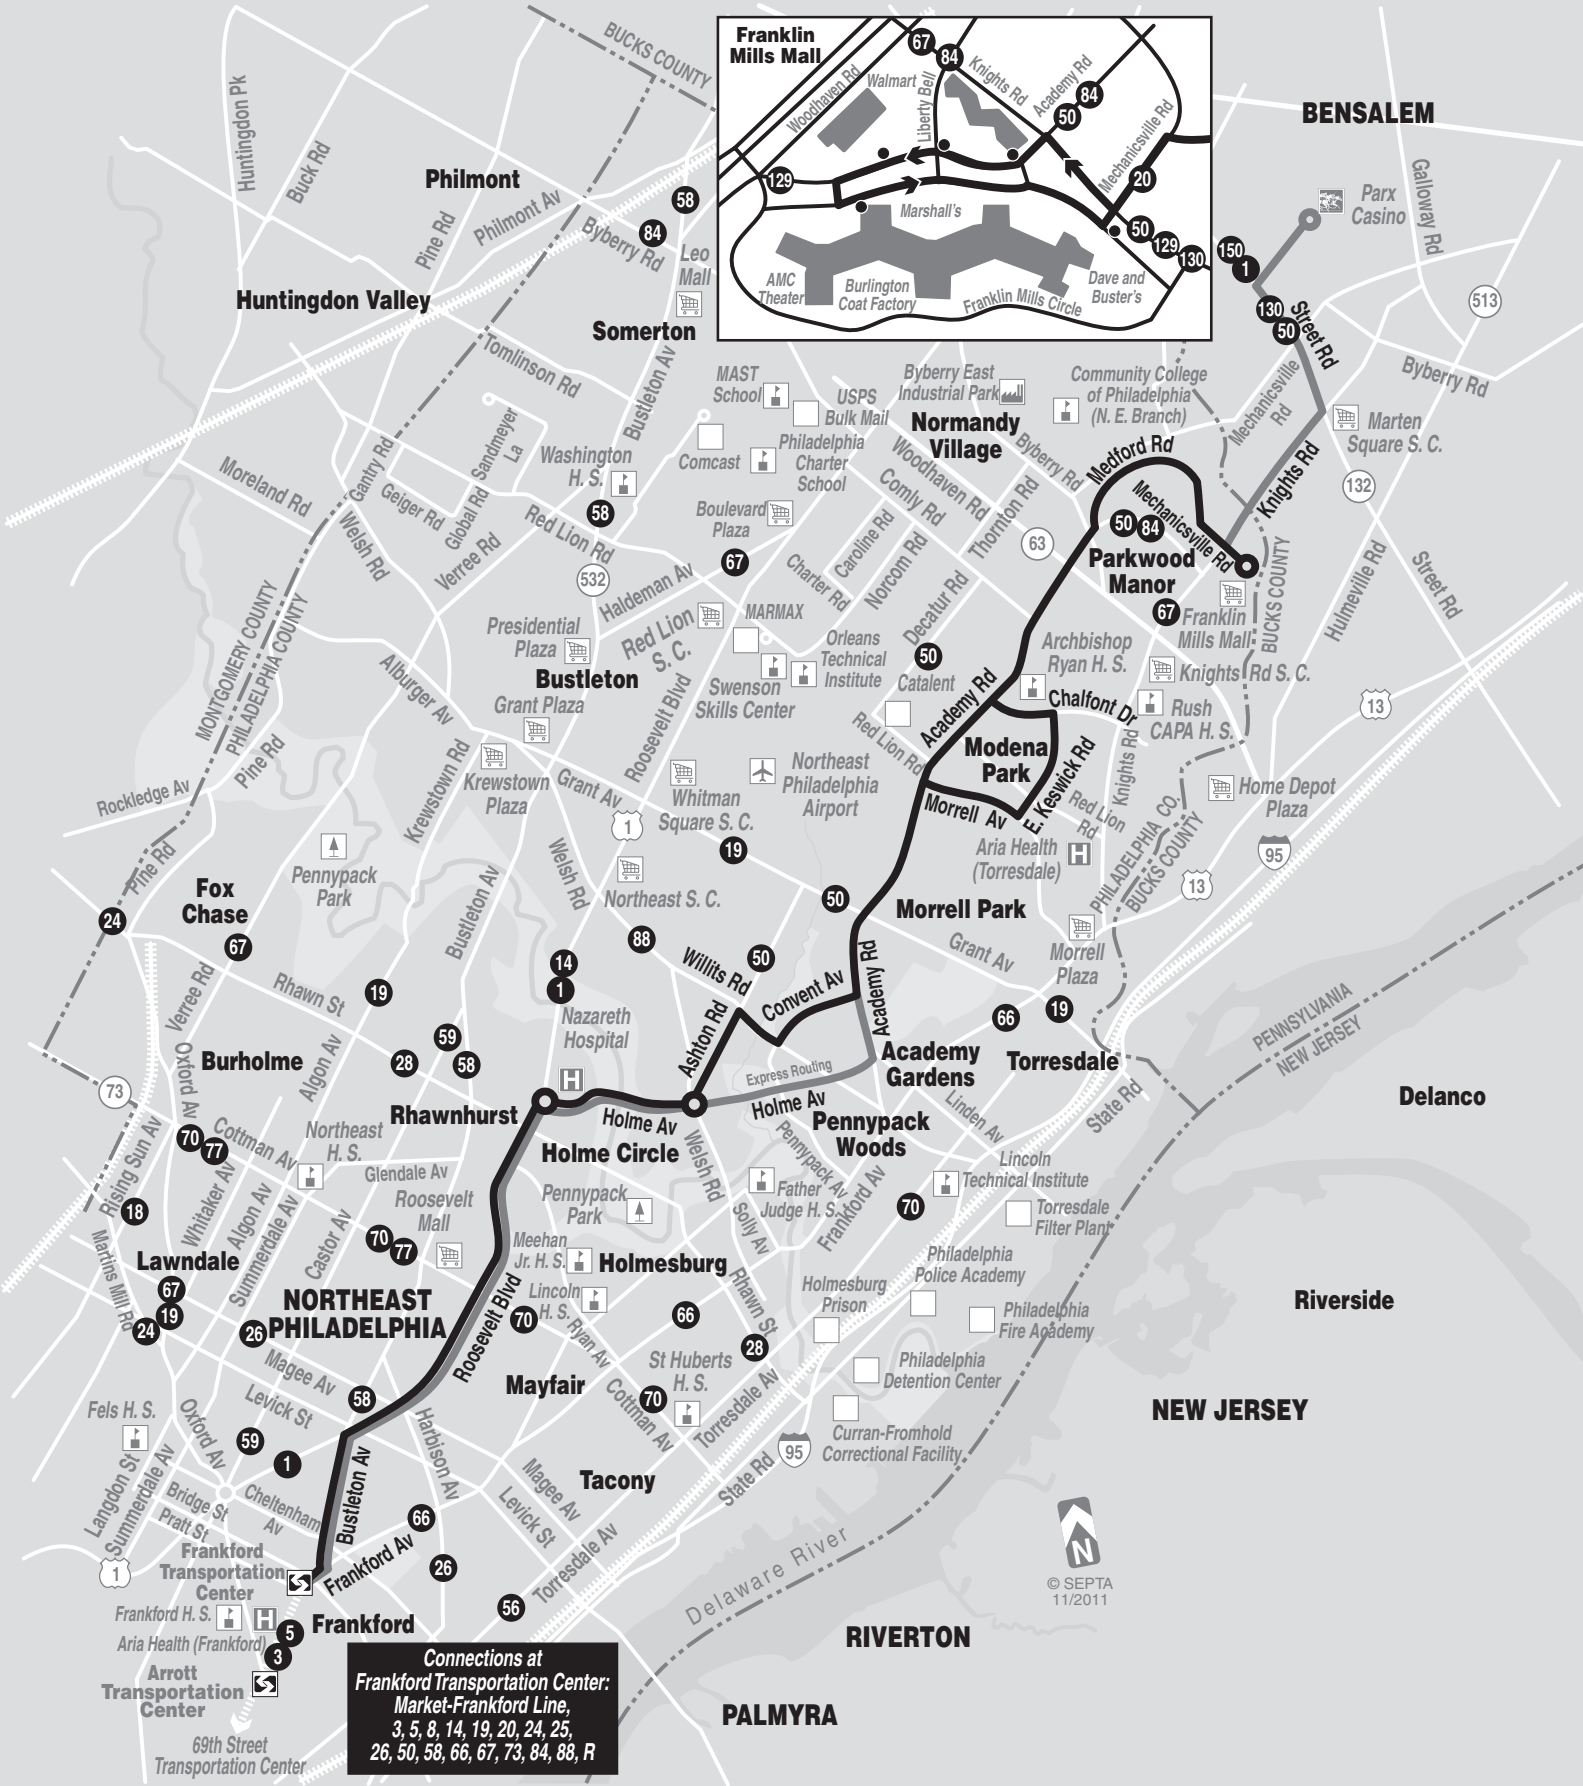 Franklin
Mills Mall
67
84
Knights Rd
Academy Rd
84
50
Woodhaven Rd
Walmart
Liberty Bell
Mechanicsville Rd
20
129
Marshall's
50
129
130
AMC
Theater
Burlington
Coat Factory
Franklin Mills Circle
Dave and
Buster's
BUCKS COUNTY
BENSALEM
Huntingdon Pk
Buck Rd
Philmont
Pine Rd
Philmont Av
58
84
Byberry Rd
Leo
Mall
Huntingdon Valley
Somerton
Parx
Casino
Galloway Rd
150
1
130
50
Street Rd
513
Byberry Rd
Tomlinson Rd
Bustleton Av
MAST
School
USPS
Bulk Mail
Byberry East
Industrial Park
Community College
of Philadelphia
(N. E. Branch)
Mechanicsville
Rd
Marten
Square S. C.
132
Normandy
Village
Byberry Rd
Medford Rd
Knights Rd
Sandmeyer
La
Washington
H. S.
Comcast
Philadelphia
Charter
School
Woodhaven Rd
Comly Rd
Thornton Rd
Moreland Rd
Gantry Rd
Geiger Rd
Global Rd
58
Red Lion Rd
Boulevard
Plaza
Welsh Rd
Verree Rd
532
67
Haldeman Av
Charter Rd
Caroline Rd
Norcom Rd
Decatur Rd
63
Mechanicsville Rd
50
84
Parkwood
Manor
67
Franklin
Mills Mall
BUCKS COUNTY
Hulmeville Rd
Street Rd
MONTGOMERY COUNTY
PHILADELPHIA COUNTY
Presidential
Plaza
Red Lion
S. C.
MARMAX
Orleans
Technical
Institute
50
Catalent
Archbishop
Ryan H. S.
Knights Rd S. C.
Bustleton
Alburger Av
Grant Plaza
Swenson
Skills Center
Roosevelt Blvd
Red Lion Rd
Academy Rd
Chalfont Dr
Rush
CAPA H. S.
13
Modena
Park
Pine Rd
Rockledge Av
Krewstown Rd
Krewstown
Plaza
Grant Av
Whitman
Square S. C.
Northeast
Philadelphia
Airport
Morrell Av
E. Keswick Rd
Knights Rd
Red Lion
Rd
Home Depot
Plaza
1
19
Aria Health
(Torresdale)
PHILADELPHIA CO.
BUCKS COUNTY
95
13
Pine Rd
Pennypack
Park
Welsh Rd
Northeast S. C.
50
Morrell Park
Fox
Chase
24
67
Bustleton Av
88
Willits Rd
50
Grant Av
Morrell
Plaza
14
1
Verree Rd
Rhawn St
19
Convent Av
Academy Rd
66
19
PENNSYLVANIA
NEW JERSEY
Nazareth
Hospital
Ashton Rd
59
58
28
Burholme
Oxford Av
Algon Av
Express Routing
Academy
Gardens
Torresdale
73
Rhawnhurst
Holme Av
Holme Av
Pennypack
Woods
Linden Av
State Rd
Delanco
70
77
Cottman Av
Northeast
H. S.
Holme Circle
Welsh Rd
Pennypack Av
Rising Sun Av
Glendale Av
Whitaker Av
Algon Av
Roosevelt
Mall
Pennypack
Park
Father
Judge H. S.
Frankford Av
Lincoln
Technical Institute
70
Torresdale
Filter Plant
18
Summerdale Av
Castor Av
Solly Av
Martins Mill Rd
70
77
Meehan
Jr. H. S.
Holmesburg
Philadelphia
Police Academy
Lawndale
67
19
24
NORTHEAST
PHILADELPHIA
26
Lincoln
H. S.
Rhawn St
Holmesburg
Prison
Riverside
Roosevelt Blvd
70
Ryan Av
66
28
Philadelphia
Fire Academy
Magee Av
Mayfair
St Huberts
H. S.
70
Philadelphia
Detention Center
Levick St
58
Cottman Av
Torresdale Av
Fels H. S.
Oxford Av
Harbison Av
Curran-Fromhold
Correctional Facility
NEW JERSEY
59
1
95
State Rd
Langdon St
Summerdale Av
Bridge St
Pratt St
Cheltenham
Av
Bustleton Av
Tacony
Magee Av
Levick St
66
Frankford
Transportation
Center
1
Frankford Av
26
Torresdale Av
Delaware River
N
© SEPTA
11/2011
56
Frankford H. S.
Frankford
5
Aria Health (Frankford)
3
Arrott
Transportation
Center
RIVERTON
PALMYRA
69th Street
Transportation Center
Connections at
Frankford Transportation Center:
Market-Frankford Line,
3, 5, 8, 14, 19, 20, 24, 25,
26, 50, 58, 66, 67, 73, 84, 88, R